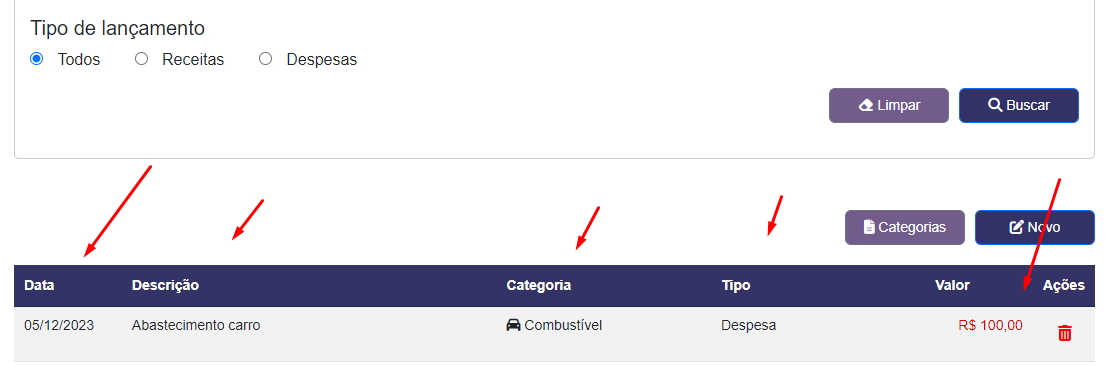 Tipo de lançamento
Todos Receitas Despesas
Limpar Buscar
Categorias Novo
Data Descrição Categoria Tipo Valor Ações
05/12/2023 Abastecimento carro Combustível Despesa R$ 100,00